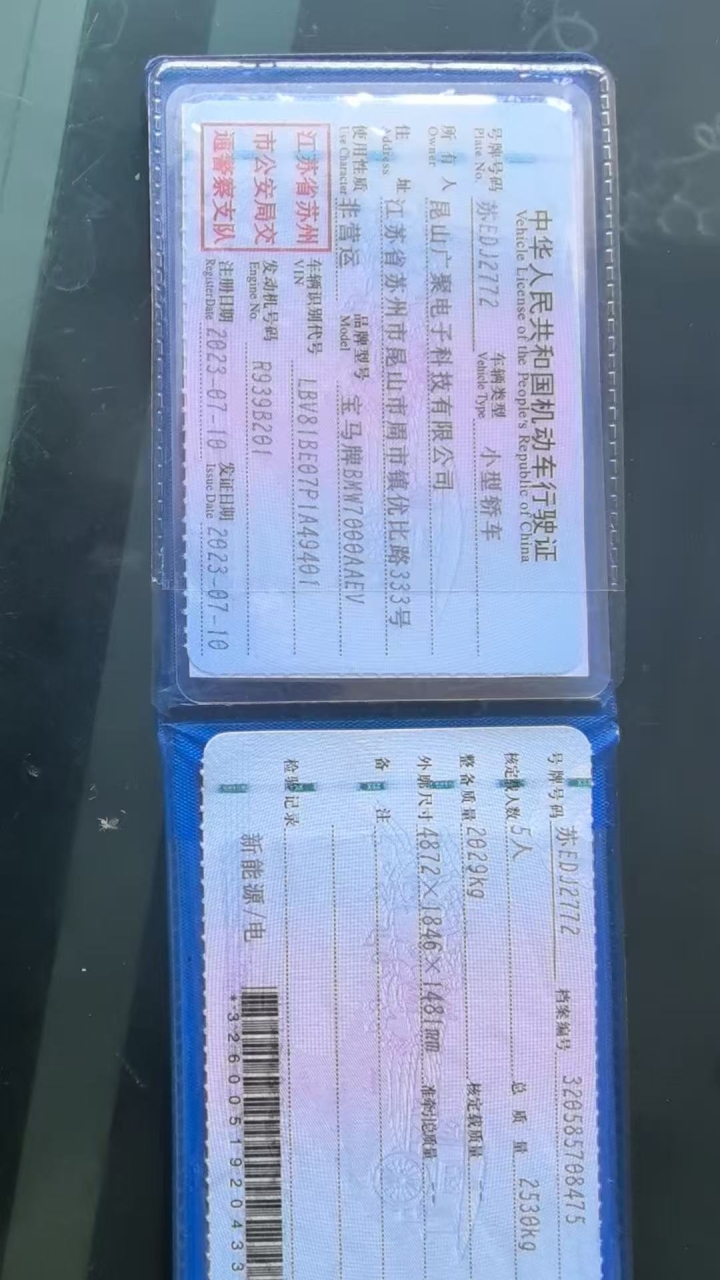 中华人民共和国机动车行驶证
Vehicle License of the People's Republic of China
号牌号码 苏EDJ2772 车辆类型 小型轿车
Plate No. Vehicle Type
所有人 昆山广聚电子科技有限公司
Owner
住址 江苏省苏州市昆山市周市镇优比路333号
Address
使用性质 非营运 品牌型号 宝马牌BMW7000AAEV
Use Character Model
江苏省苏州
市公安局交
通警察支队
车辆识别代号 LBV81BE07P1A49401
VIN
发动机号码 R939B201
Engine No.
注册日期 2023-07-10 发证日期 2023-07-10
Register Date Issue Date
号牌号码 苏EDJ2772 档案编号 320585708475
核定载人数 5人 总质量 2530kg
整备质量 2029kg 核定载质量 --
外廓尺寸 4872×1846×1481mm 准牵引总质量 --
备注
检验记录
新能源/电
*3260051920433